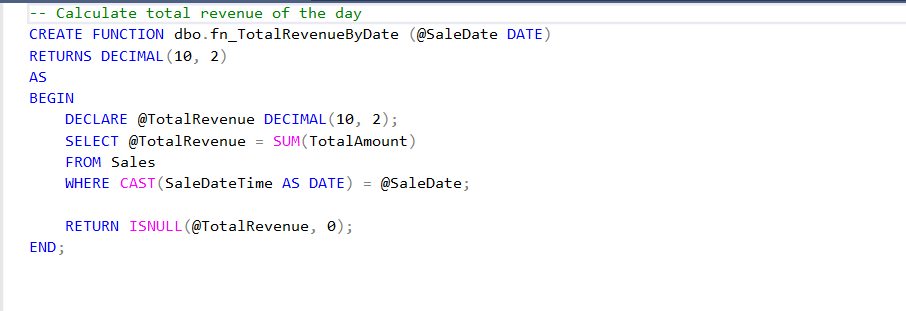 -- Calculate total revenue of the day
CREATE FUNCTION dbo.fn_TotalRevenueByDate (@SaleDate DATE)
RETURNS DECIMAL(10, 2)
AS
BEGIN
    DECLARE @TotalRevenue DECIMAL(10, 2);
    SELECT @TotalRevenue = SUM(TotalAmount)
    FROM Sales
    WHERE CAST(SaleDateTime AS DATE) = @SaleDate;

    RETURN ISNULL(@TotalRevenue, 0);
END;